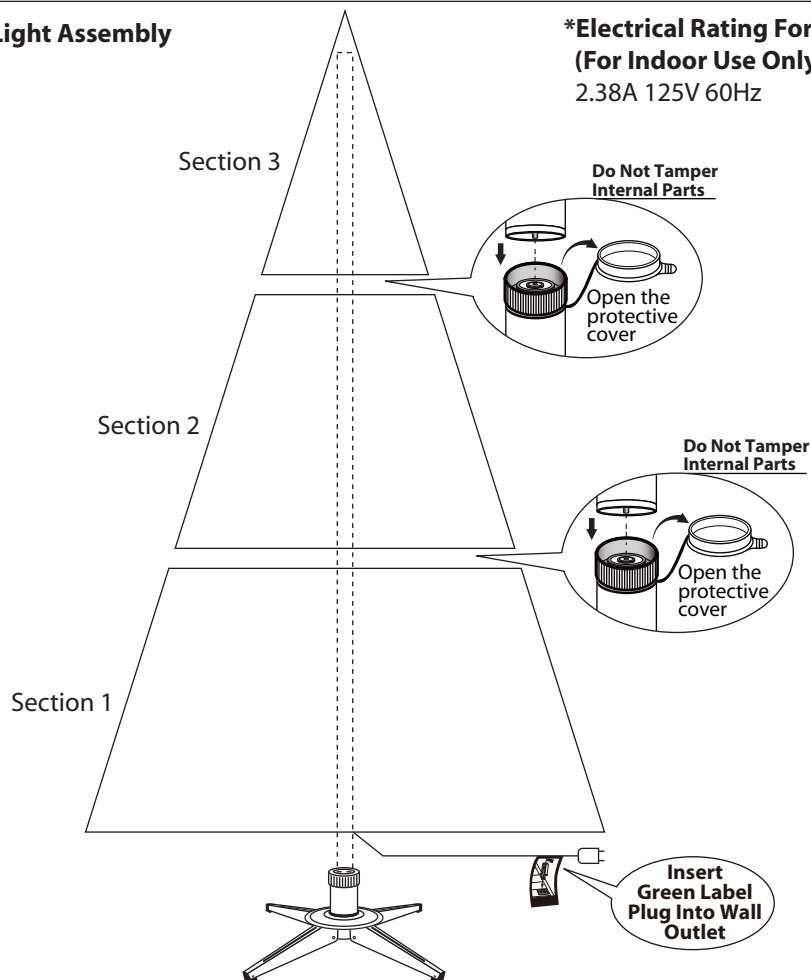 Light Assembly
*Electrical Rating For
(For Indoor Use Only
2.38A 125V 60Hz
Section 3
Do Not Tamper
Internal Parts
Open the
protective
cover
Section 2
Do Not Tamper
Internal Parts
Open the
protective
cover
Section 1
Insert
Green Label
Plug Into Wall
Outlet